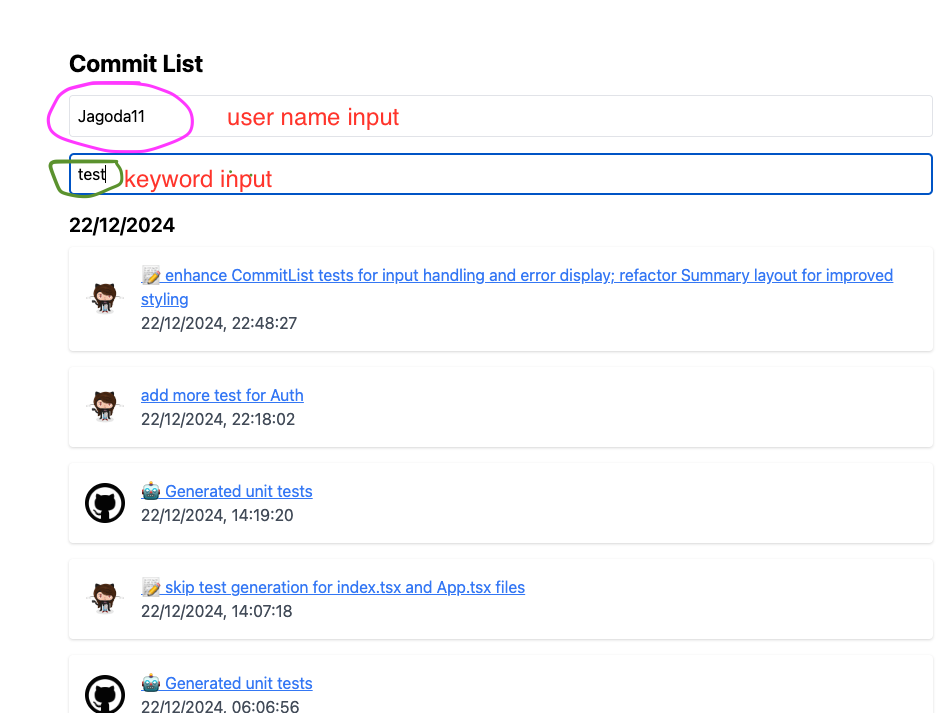 Commit List
Jagoda11 user name input
test keyword input
22/12/2024
📝 enhance CommitList tests for input handling and error display; refactor Summary layout for improved
styling
22/12/2024, 22:48:27
add more test for Auth
22/12/2024, 22:18:02
🤖 Generated unit tests
22/12/2024, 14:19:20
📝 skip test generation for index.tsx and App.tsx files
22/12/2024, 14:07:18
🤖 Generated unit tests
22/12/2024, 06:06:56